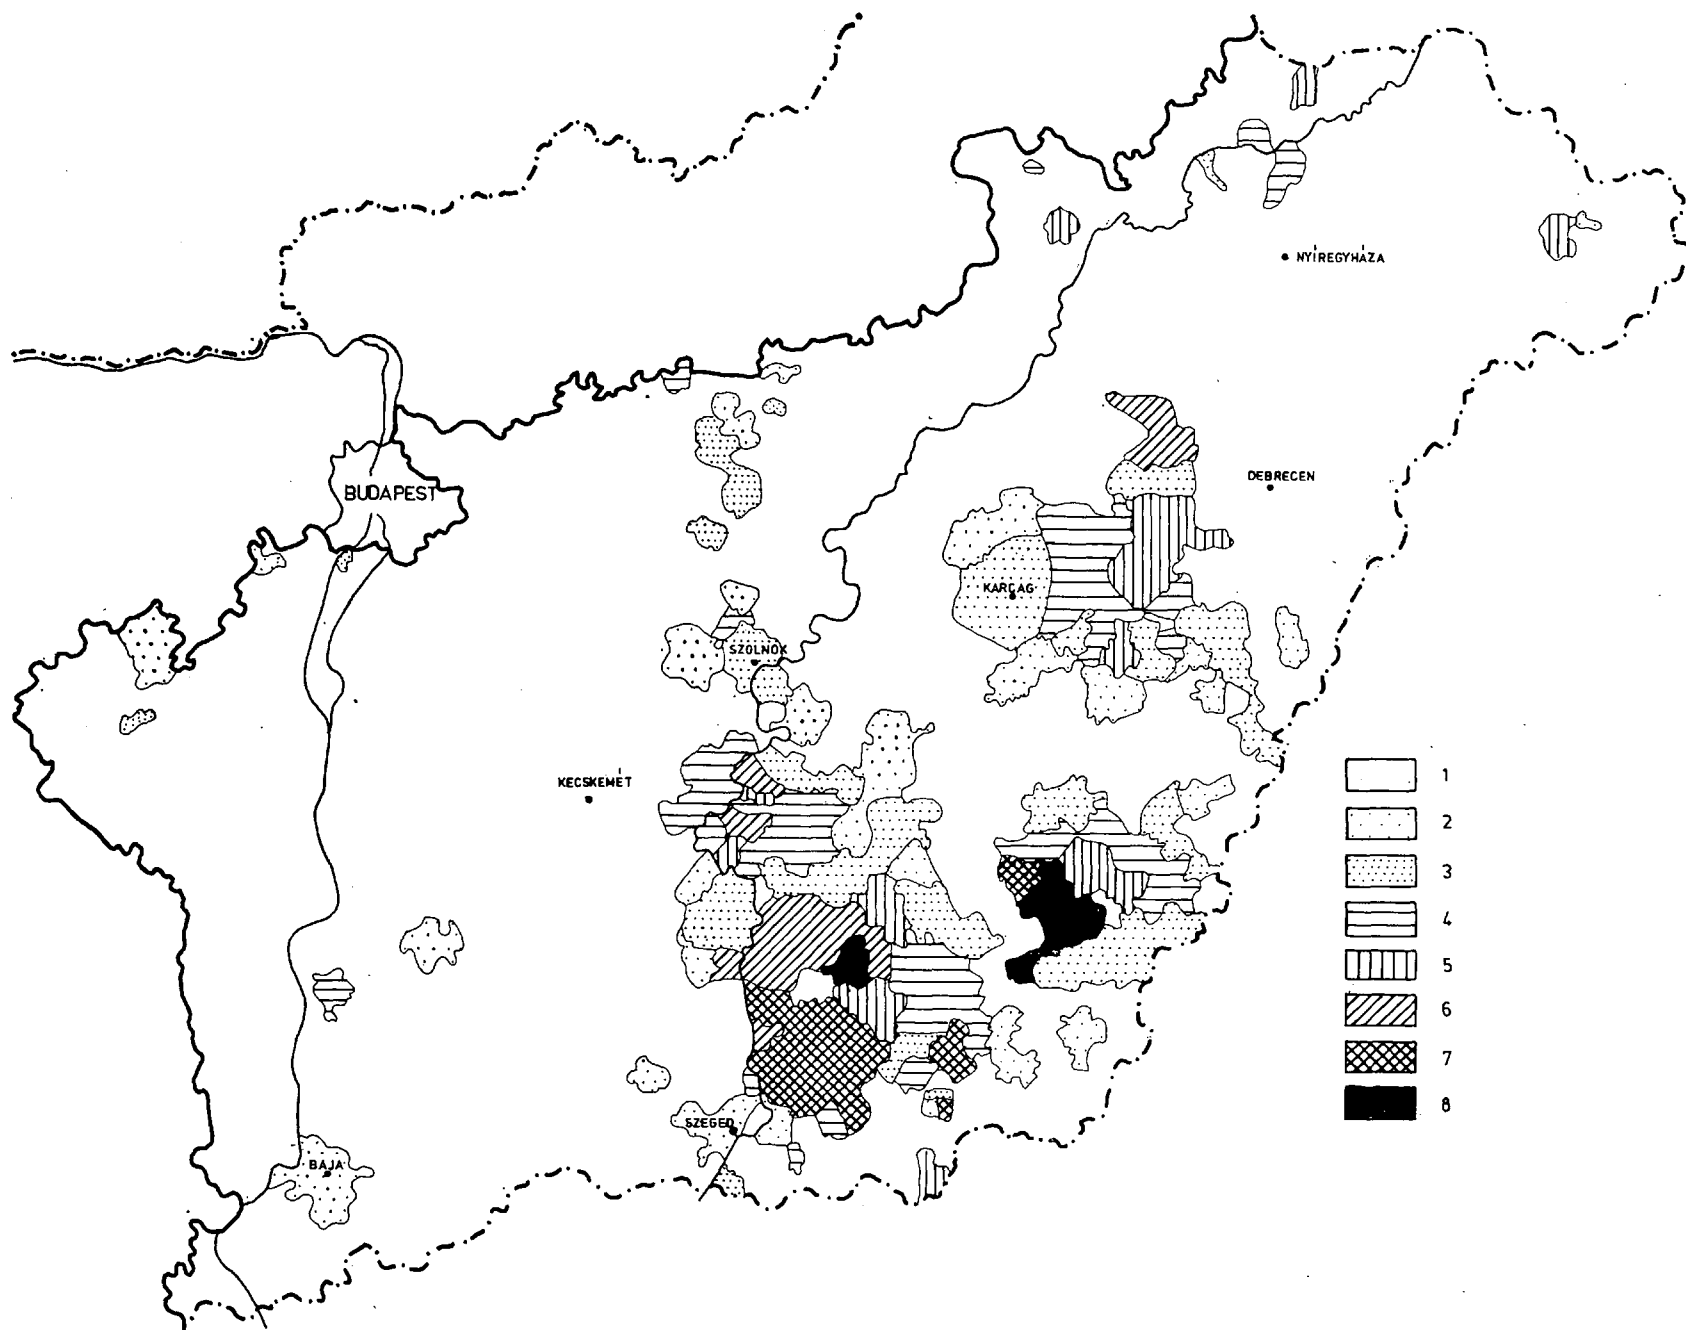 NYÍREGYHÁZA
DEBRECEN
BUDAPEST
KARCAG
SZOLNOK
KECSKEMÉT
SZEGED
BAJA
1
2
3
4
5
6
7
8